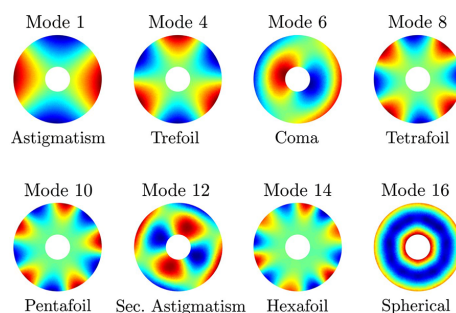 Mode 1 Mode 4 Mode 6 Mode 8
Astigmatism Trefoil Coma Tetrafoil
Mode 10 Mode 12 Mode 14 Mode 16
Pentafoil Sec. Astigmatism Hexafoil Spherical